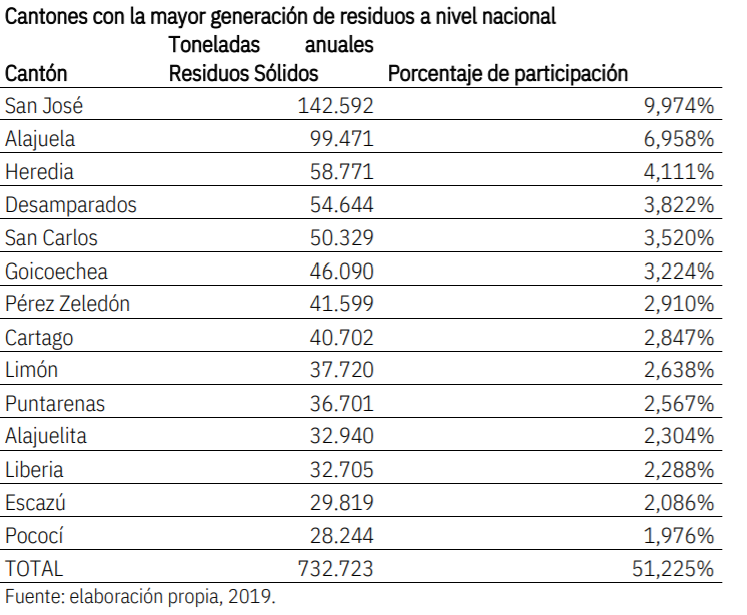 Cantones con la mayor generación de residuos a nivel nacional
Toneladas anuales
Cantón Residuos Sólidos Porcentaje de participación
San José 142.592 9,974%
Alajuela 99.471 6,958%
Heredia 58.771 4,111%
Desamparados 54.644 3,822%
San Carlos 50.329 3,520%
Goicoechea 46.090 3,224%
Pérez Zeledón 41.599 2,910%
Cartago 40.702 2,847%
Limón 37.720 2,638%
Puntarenas 36.701 2,567%
Alajuelita 32.940 2,304%
Liberia 32.705 2,288%
Escazú 29.819 2,086%
Pococí 28.244 1,976%
TOTAL 732.723 51,225%
Fuente: elaboración propia, 2019.